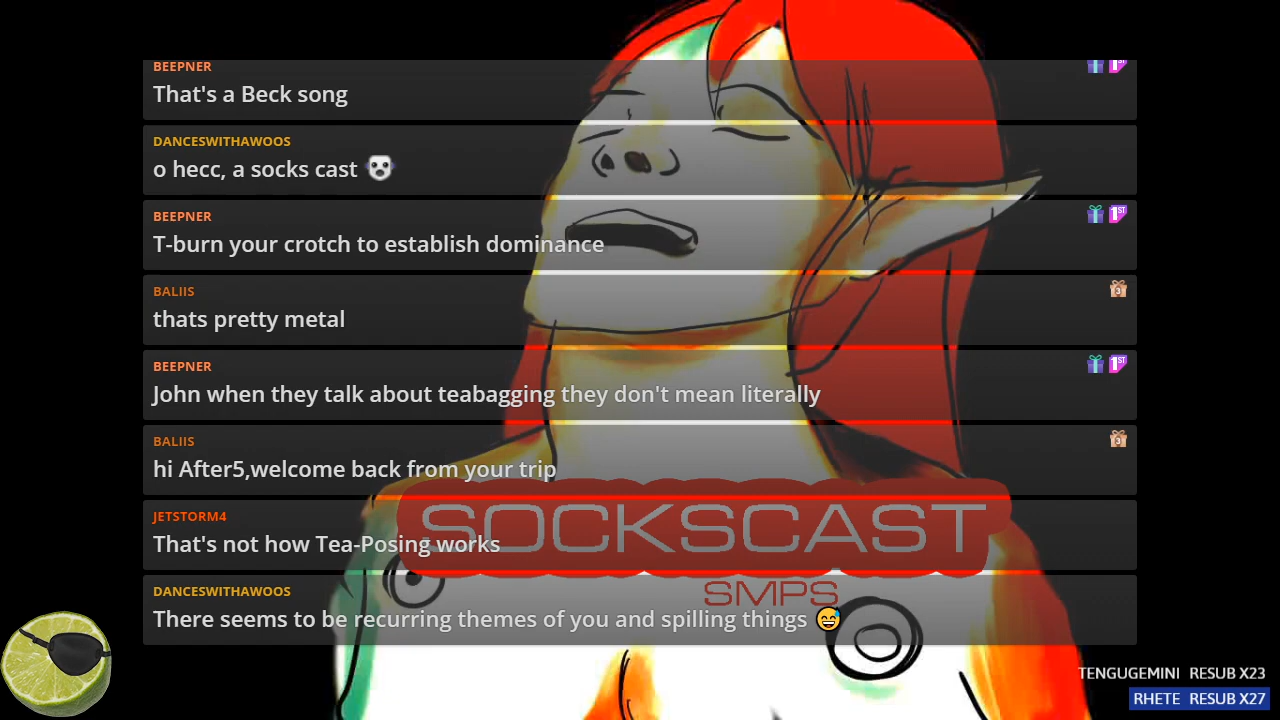 BEEPNER
That's a Beck song
DANCESWITHAWOOS
o hecc, a socks cast
BEEPNER
T-burn your crotch to establish dominance
BALIIS
thats pretty metal
BEEPNER
John when they talk about teabagging they don't mean literally
BALIIS
hi After5,welcome back from your trip
SOCKSCAST
JETSTORM4
That's not how Tea-Posing works
SMPS
DANCESWITHAWOOS
There seems to be recurring themes of you and spilling things
TENGUGEMINI RESUB X23
RHETE RESUB X27